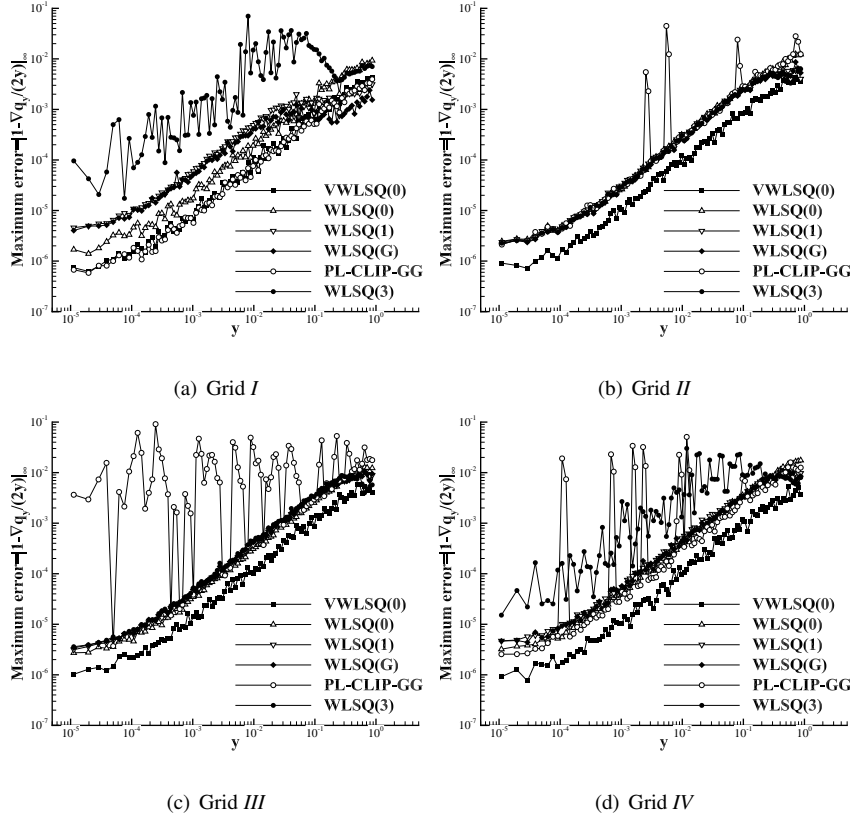 Maximum error=|1-∇q_y/(2y)|_∞
10^-1
10^-2
10^-3
10^-4
10^-5
10^-6
10^-7
VWLSQ(0)
WLSQ(0)
WLSQ(1)
WLSQ(G)
PL-CLIP-GG
WLSQ(3)
10^-5 10^-4 10^-3 10^-2 10^-1 10^0
y
(a) Grid I
Maximum error=|1-∇q_y/(2y)|_∞
10^-1
10^-2
10^-3
10^-4
10^-5
10^-6
10^-7
VWLSQ(0)
WLSQ(0)
WLSQ(1)
WLSQ(G)
PL-CLIP-GG
WLSQ(3)
10^-5 10^-4 10^-3 10^-2 10^-1 10^0
y
(b) Grid II
Maximum error=|1-∇q_y/(2y)|_∞
10^-1
10^-2
10^-3
10^-4
10^-5
10^-6
10^-7
VWLSQ(0)
WLSQ(0)
WLSQ(1)
WLSQ(G)
PL-CLIP-GG
WLSQ(3)
10^-5 10^-4 10^-3 10^-2 10^-1 10^0
y
(c) Grid III
Maximum error=|1-∇q_y/(2y)|_∞
10^-1
10^-2
10^-3
10^-4
10^-5
10^-6
10^-7
VWLSQ(0)
WLSQ(0)
WLSQ(1)
WLSQ(G)
PL-CLIP-GG
WLSQ(3)
10^-5 10^-4 10^-3 10^-2 10^-1 10^0
y
(d) Grid IV